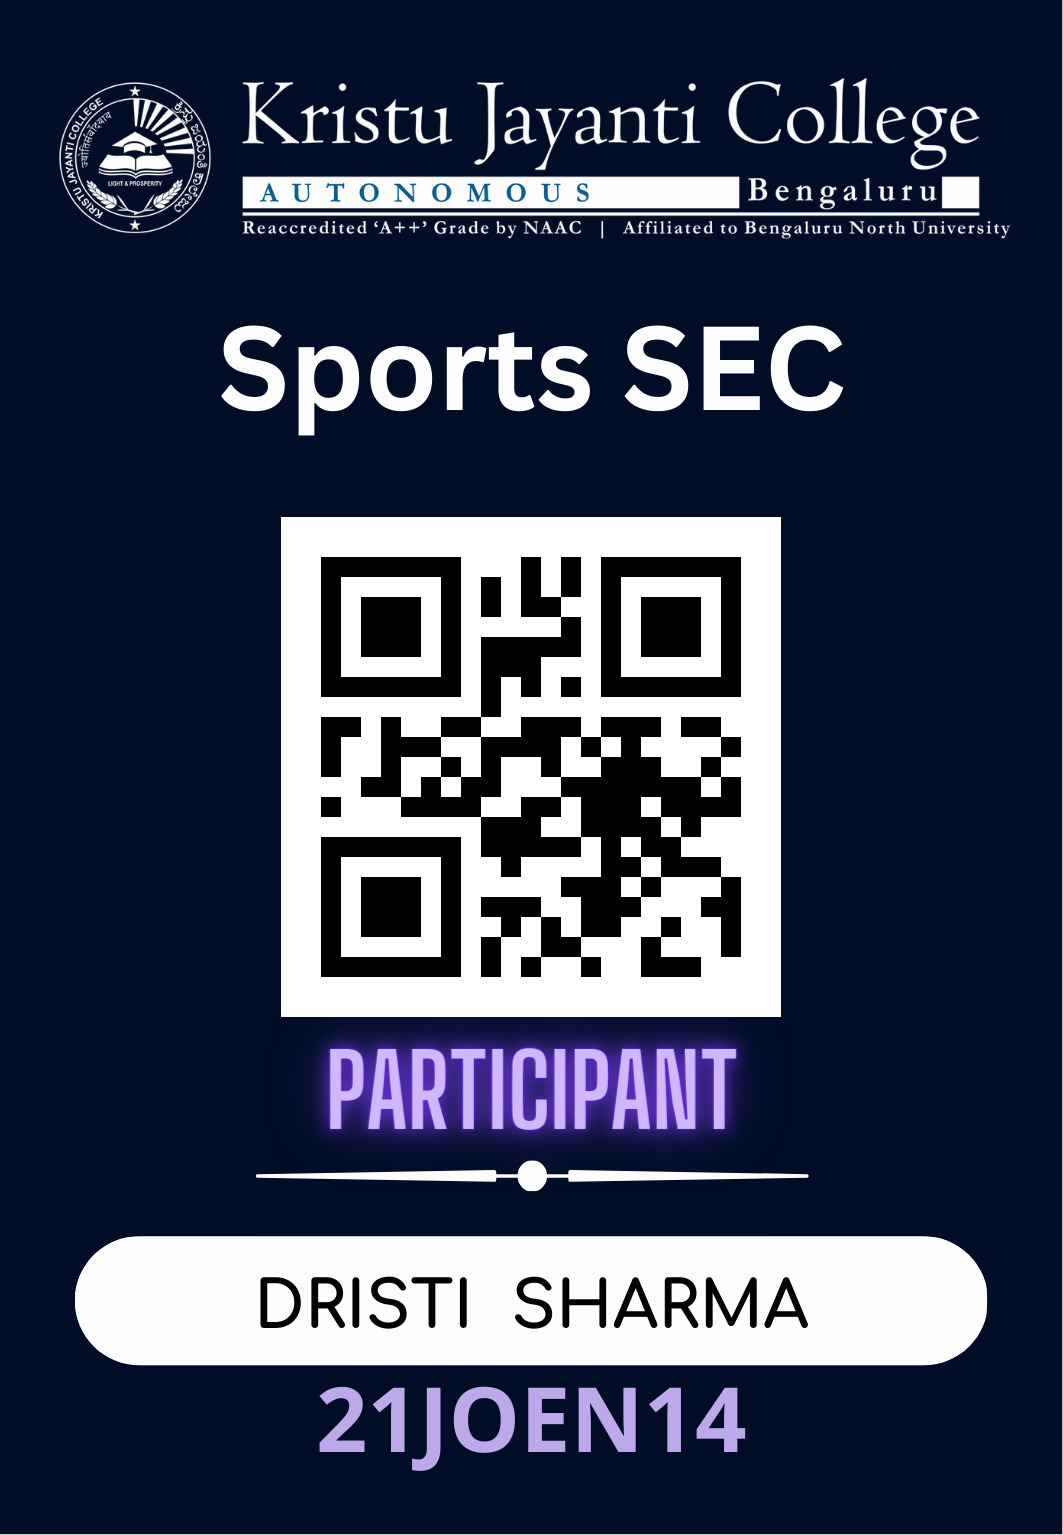 KRISTU JAYANTI COLLEGE
ಕ್ರಿಸ್ತು ಜಯಂತಿ ಕಾಲೇಜು
LIGHT & PROSPERITY
Kristu Jayanti College
AUTONOMOUS Bengaluru
Reaccredited ‘A++’ Grade by NAAC | Affiliated to Bengaluru North University
Sports SEC
PARTICIPANT
DRISTI SHARMA
21JOEN14